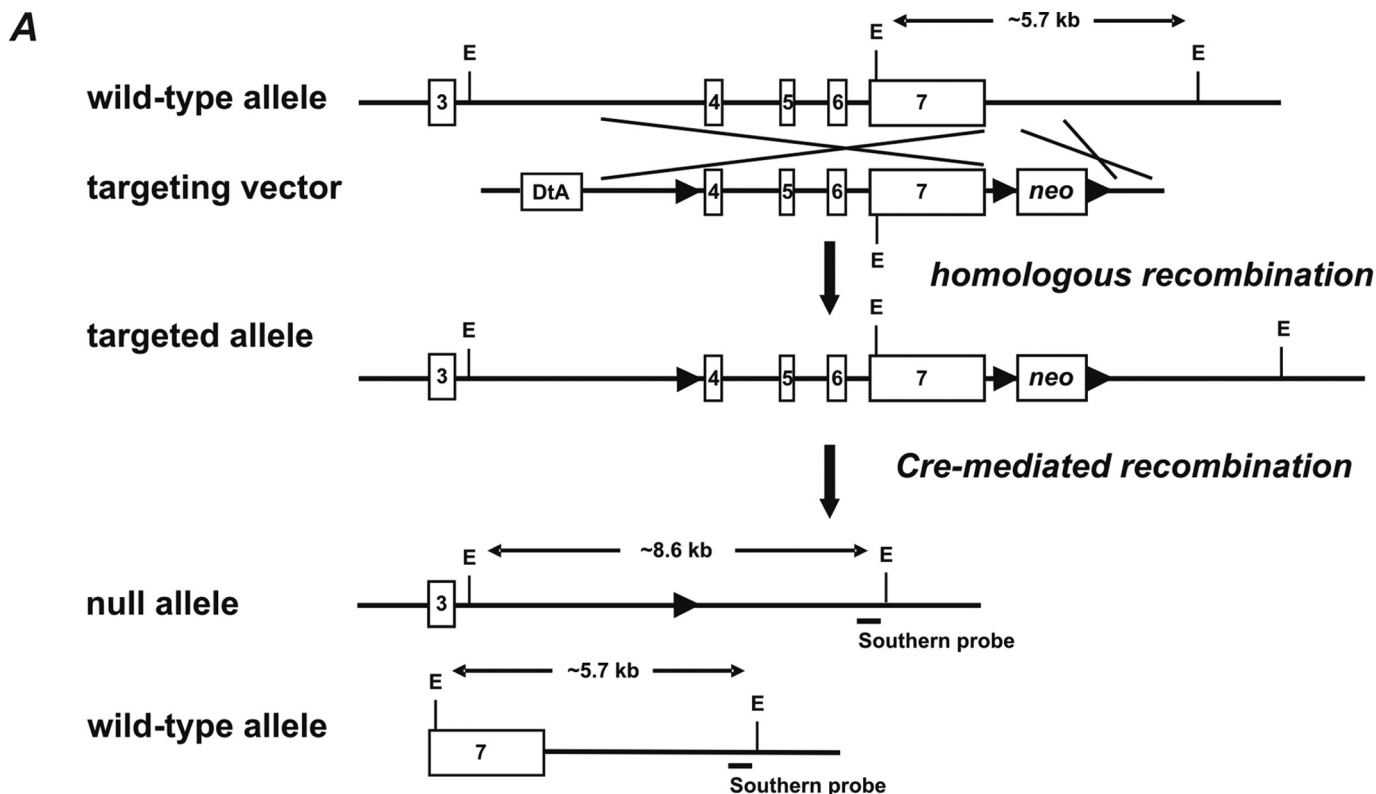 A
~5.7 kb
E
E
E
wild-type allele
3
4
5
6
7
targeting vector
DtA
4
5
6
7
neo
E
homologous recombination
E
E
E
targeted allele
3
4
5
6
7
neo
Cre-mediated recombination
~8.6 kb
E
E
null allele
3
Southern probe
~5.7 kb
E
E
wild-type allele
7
Southern probe